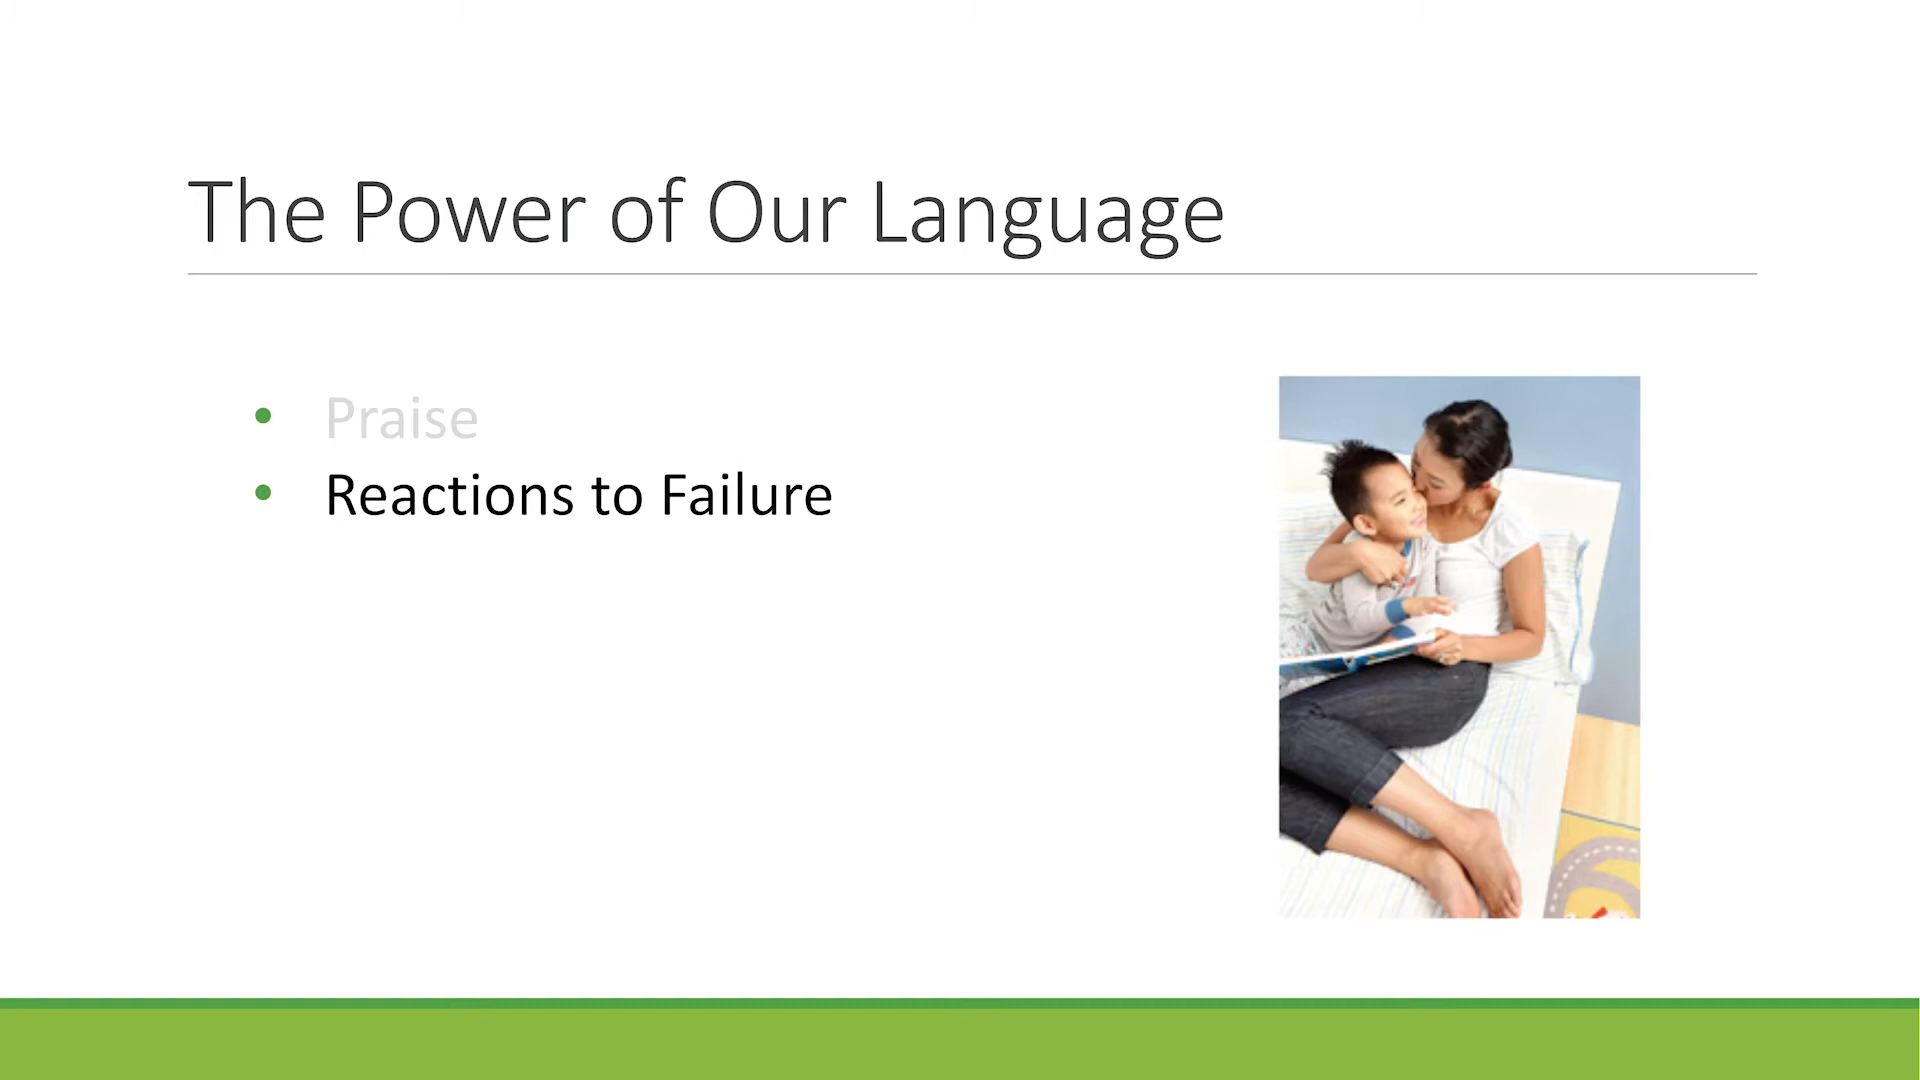 The Power of Our Language
• Praise
• Reactions to Failure